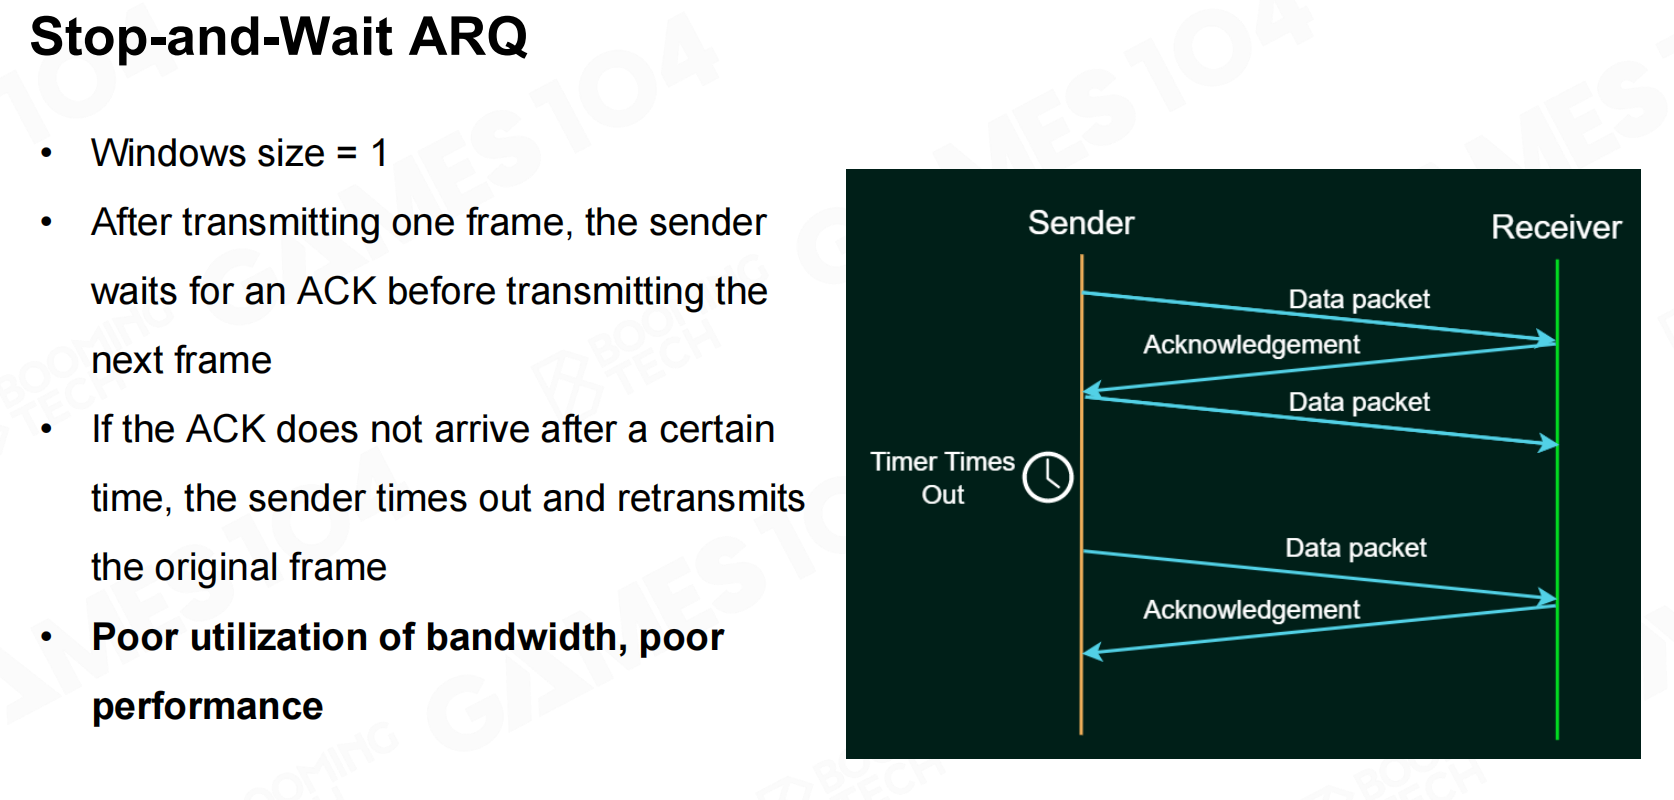 Stop-and-Wait ARQ
• Windows size = 1
• After transmitting one frame, the sender
waits for an ACK before transmitting the
next frame
• If the ACK does not arrive after a certain
time, the sender times out and retransmits
the original frame
• Poor utilization of bandwidth, poor
performance
Sender
Receiver
Data packet
Acknowledgement
Data packet
Timer Times
Out
Data packet
Acknowledgement
GAMES104
BOOMING
TECH